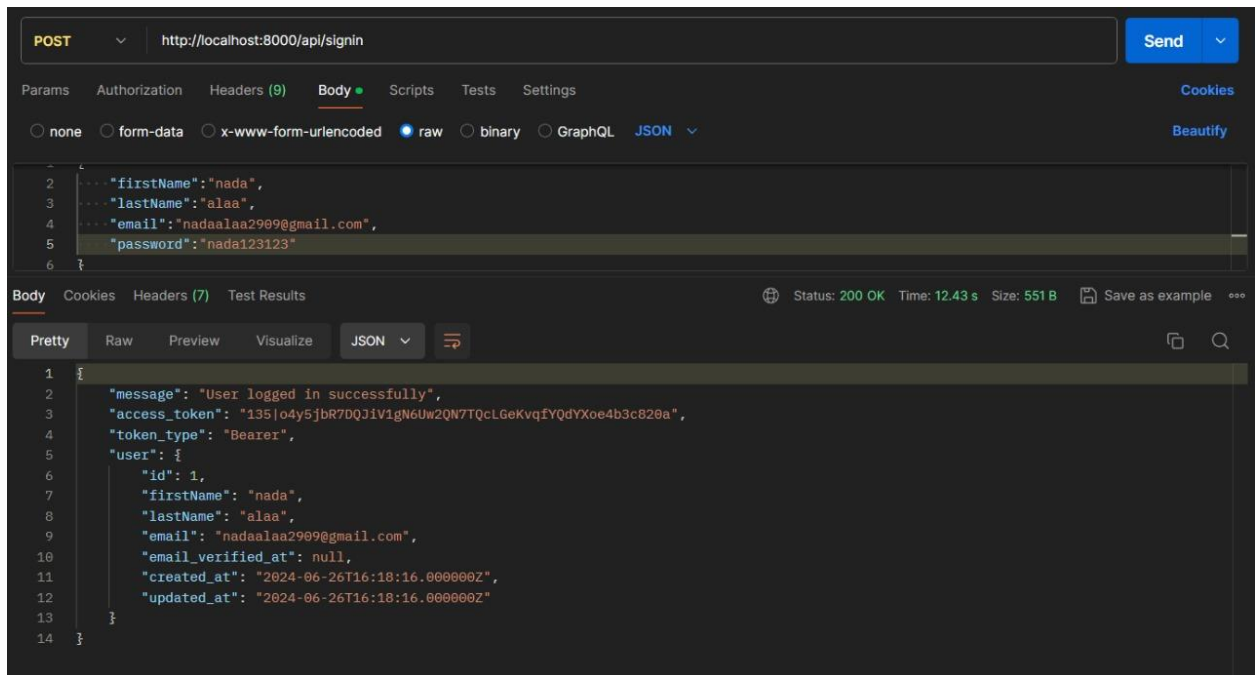 POST http://localhost:8000/api/signin Send
Params Authorization Headers (9) Body Scripts Tests Settings Cookies
none form-data x-www-form-urlencoded raw binary GraphQL JSON Beautify
2 "firstName":"nada",
3 "lastName":"alaa",
4 "email":"nadaalaa2909@gmail.com",
5 "password":"nada123123"
6 }
Body Cookies Headers (7) Test Results Status: 200 OK Time: 12.43 s Size: 551 B Save as example
Pretty Raw Preview Visualize JSON
1 {
2 "message": "User logged in successfully",
3 "access_token": "135|o4y5jbR7DQJiV1gN6Uw2QN7TQcLGeKvqfYQdYXoe4b3c820a",
4 "token_type": "Bearer",
5 "user": {
6 "id": 1,
7 "firstName": "nada",
8 "lastName": "alaa",
9 "email": "nadaalaa2909@gmail.com",
10 "email_verified_at": null,
11 "created_at": "2024-06-26T16:18:16.000000Z",
12 "updated_at": "2024-06-26T16:18:16.000000Z"
13 }
14 }